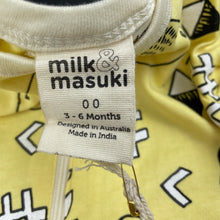 milk&
masuki
00
3 - 6 Months
Designed in Australia
Made in India